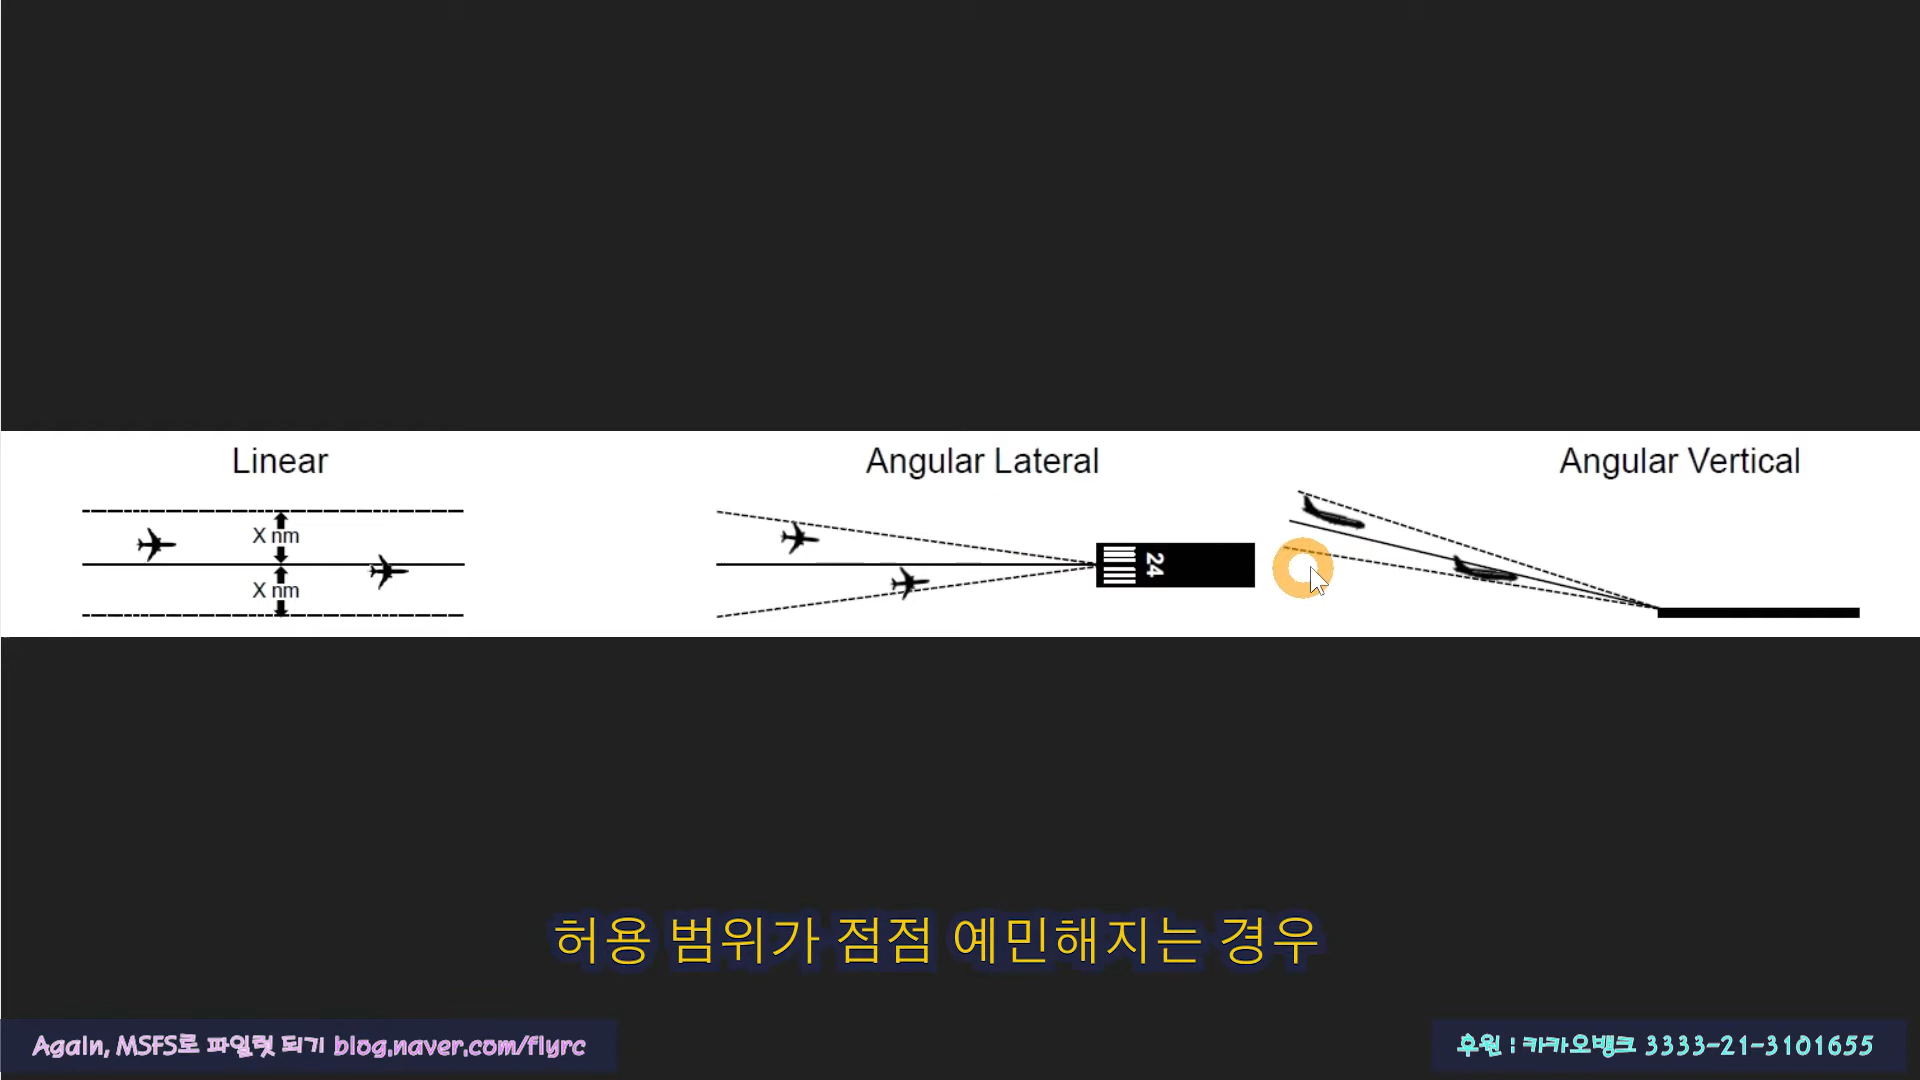 Linear
Angular Lateral
Angular Vertical
X nm
X nm
24
허용 범위가 점점 예민해지는 경우
Again, MSFS로 파일럿 되기 blog.naver.com/flyrc
후원 : 카카오뱅크 3333-21-3101655